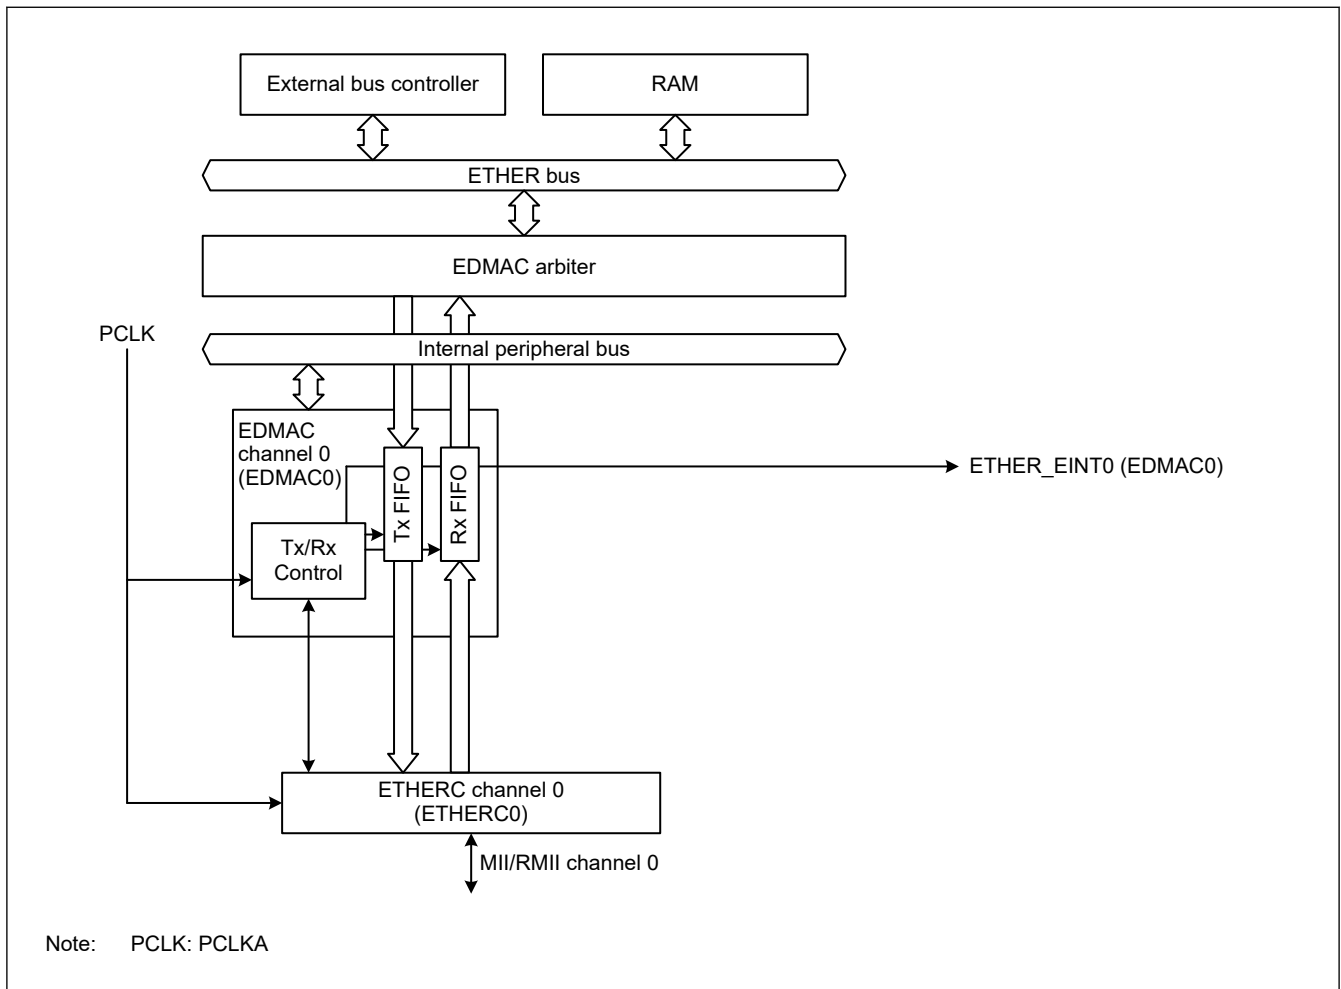 External bus controller
RAM
ETHER bus
EDMAC arbiter
PCLK
Internal peripheral bus
EDMAC
channel 0
(EDMAC0)
Tx FIFO
Rx FIFO
ETHER_EINT0 (EDMAC0)
Tx/Rx
Control
ETHERC channel 0
(ETHERC0)
MII/RMII channel 0
Note: PCLK: PCLKA